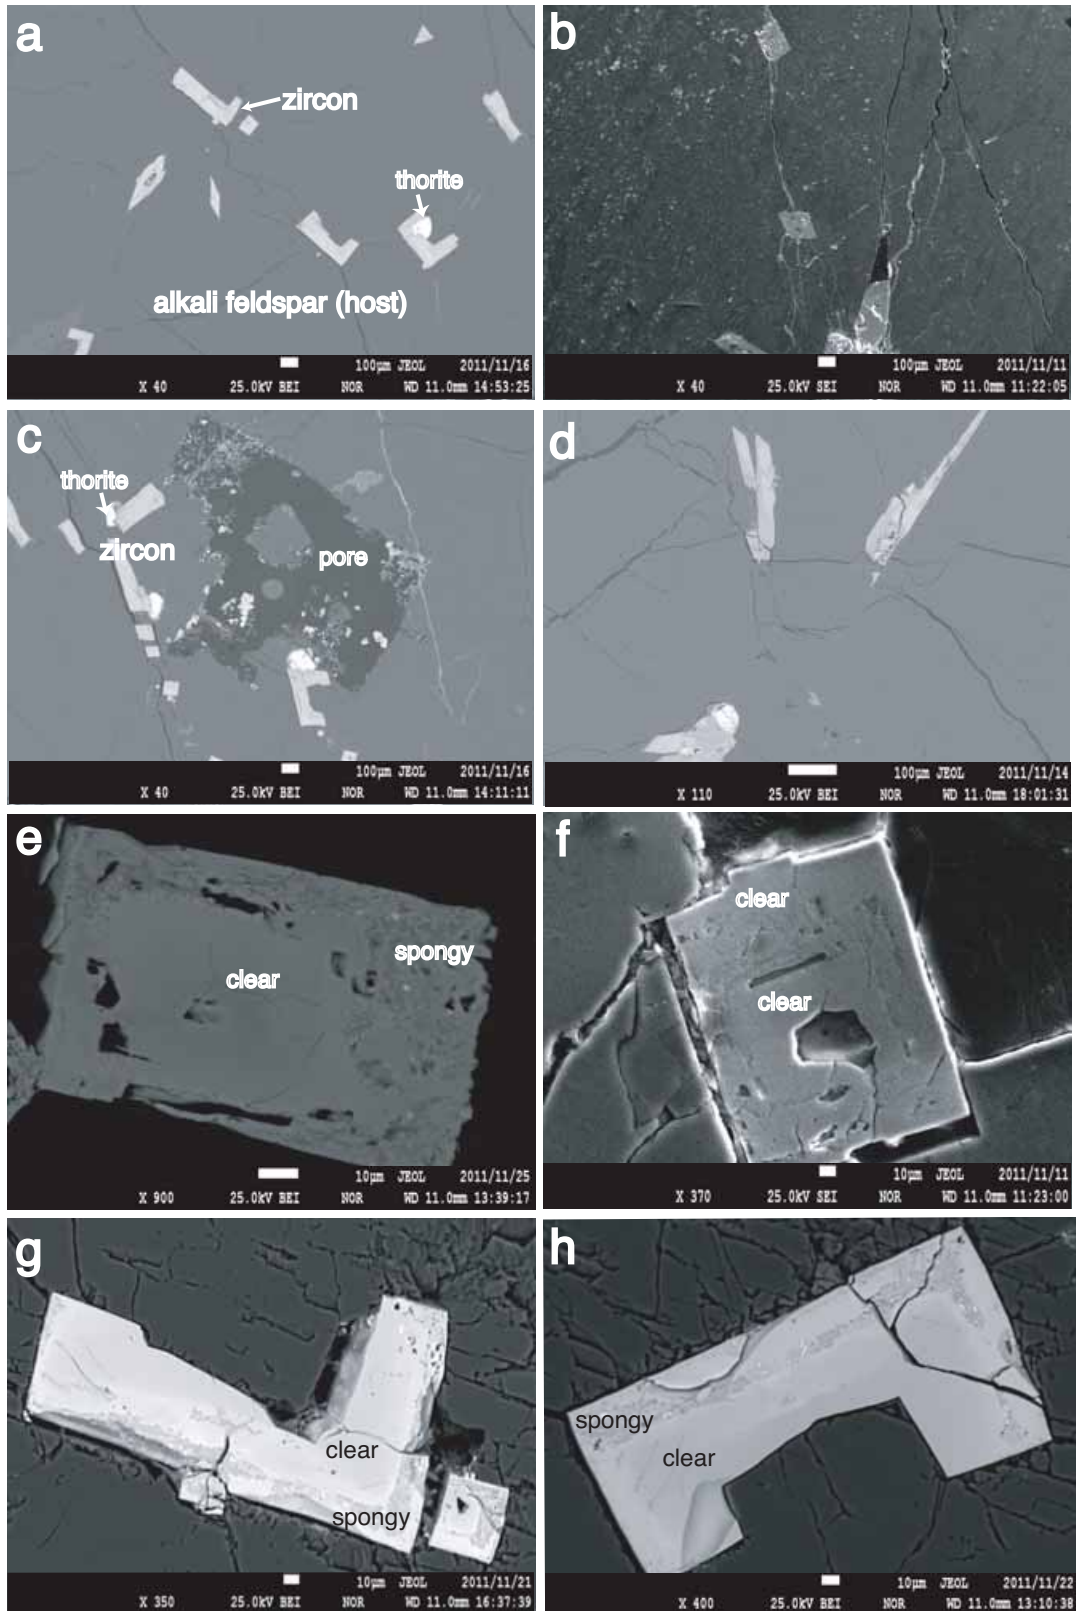 a
zircon
thorite
alkali feldspar (host)
100µm JEOL 2011/11/16
X 40 25.0kV BEI NOR WD 11.0mm 14:53:25
b
100µm JEOL 2011/11/11
X 40 25.0kV SEI NOR WD 11.0mm 11:22:05
c
thorite
zircon
pore
100µm JEOL 2011/11/16
X 40 25.0kV BEI NOR WD 11.0mm 14:11:11
d
100µm JEOL 2011/11/14
X 110 25.0kV BEI NOR WD 11.0mm 18:01:31
e
spongy
clear
10µm JEOL 2011/11/25
X 900 25.0kV BEI NOR WD 11.0mm 13:39:17
f
clear
clear
10µm JEOL 2011/11/11
X 370 25.0kV SEI NOR WD 11.0mm 11:23:00
g
clear
spongy
10µm JEOL 2011/11/21
X 350 25.0kV BEI NOR WD 11.0mm 16:37:39
h
spongy
clear
10µm JEOL 2011/11/22
X 400 25.0kV BEI NOR WD 11.0mm 13:10:38